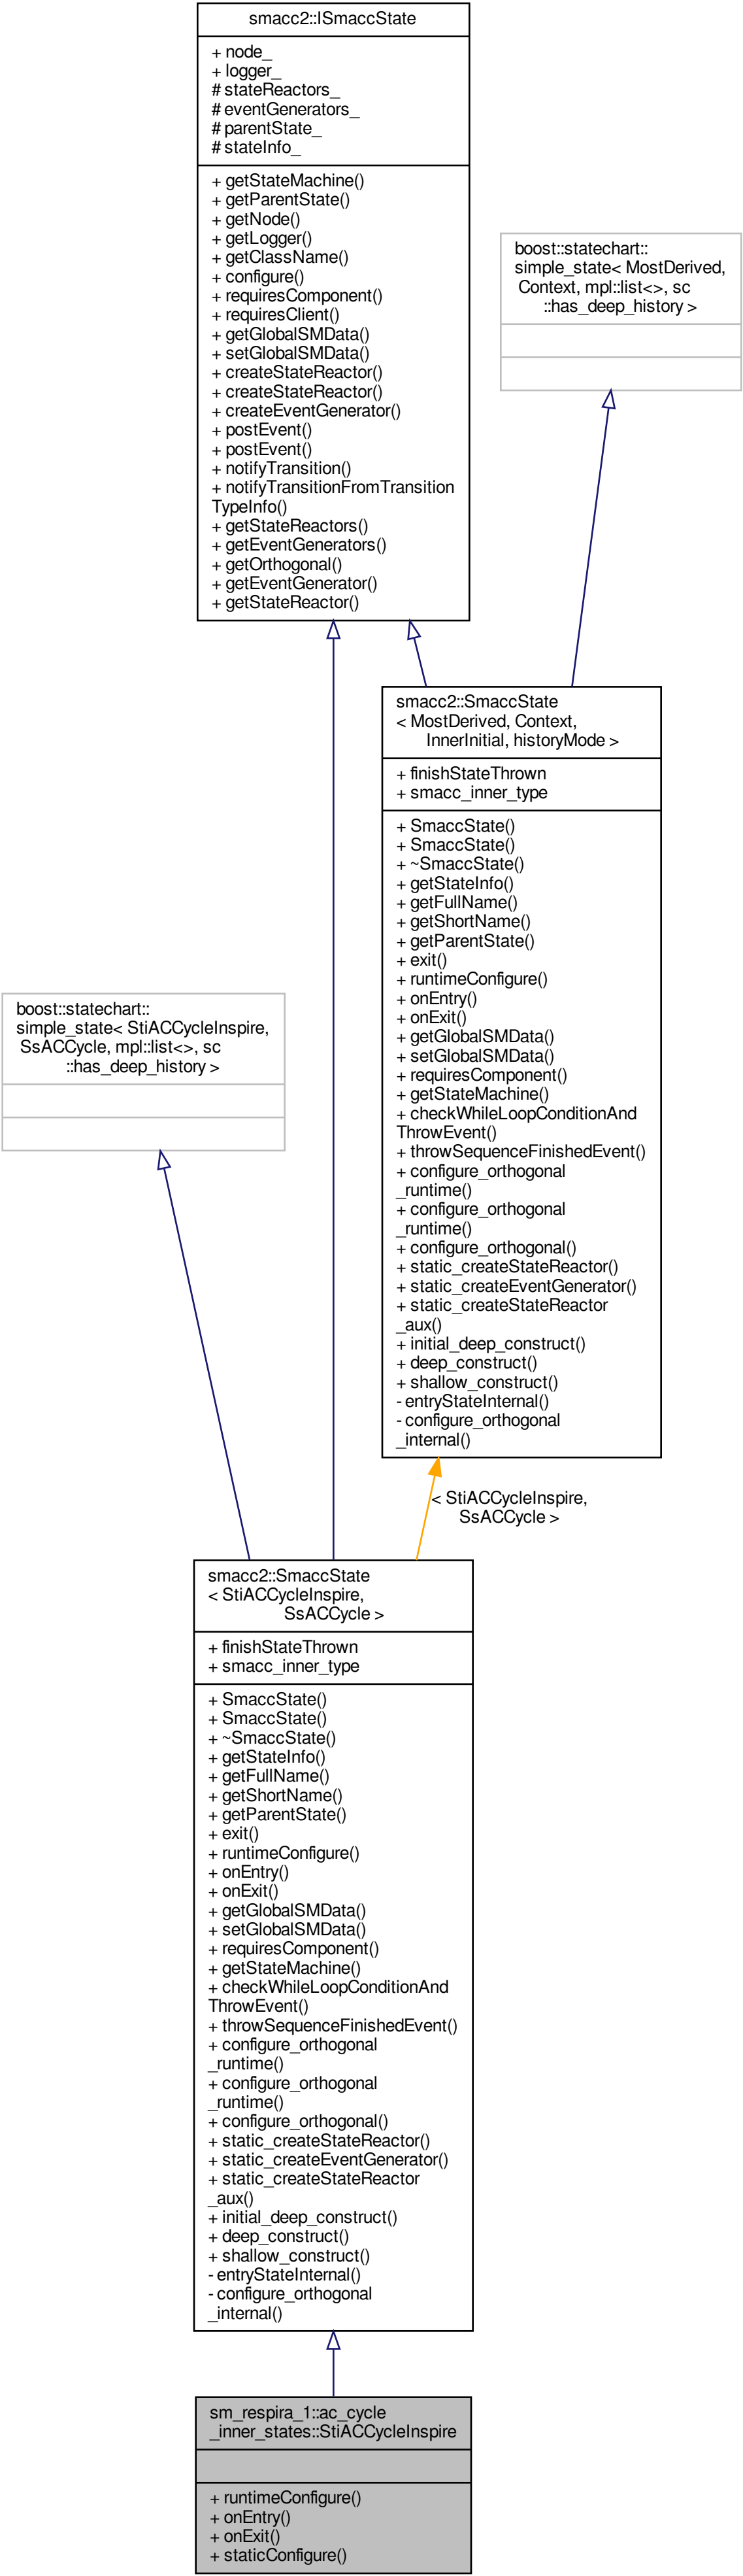 smacc2::ISmaccState
+ node_
+ logger_
# stateReactors_
# eventGenerators_
# parentState_
# stateInfo_
+ getStateMachine()
+ getParentState()
+ getNode()
+ getLogger()
+ getClassName()
+ configure()
+ requiresComponent()
+ requiresClient()
+ getGlobalSMData()
+ setGlobalSMData()
+ createStateReactor()
+ createStateReactor()
+ createEventGenerator()
+ postEvent()
+ postEvent()
+ notifyTransition()
+ notifyTransitionFromTransition
TypeInfo()
+ getStateReactors()
+ getEventGenerators()
+ getOrthogonal()
+ getEventGenerator()
+ getStateReactor()
boost::statechart::
simple_state< MostDerived,
Context, mpl::list<>, sc
::has_deep_history >
smacc2::SmaccState
< MostDerived, Context,
InnerInitial, historyMode >
+ finishStateThrown
+ smacc_inner_type
+ SmaccState()
+ SmaccState()
+ ~SmaccState()
+ getStateInfo()
+ getFullName()
+ getShortName()
+ getParentState()
+ exit()
+ runtimeConfigure()
+ onEntry()
+ onExit()
+ getGlobalSMData()
+ setGlobalSMData()
+ requiresComponent()
+ getStateMachine()
+ checkWhileLoopConditionAnd
ThrowEvent()
+ throwSequenceFinishedEvent()
+ configure_orthogonal
_runtime()
+ configure_orthogonal
_runtime()
+ configure_orthogonal()
+ static_createStateReactor()
+ static_createEventGenerator()
+ static_createStateReactor
_aux()
+ initial_deep_construct()
+ deep_construct()
+ shallow_construct()
- entryStateInternal()
- configure_orthogonal
_internal()
boost::statechart::
simple_state< StiACCycleInspire,
SsACCycle, mpl::list<>, sc
::has_deep_history >
< StiACCycleInspire,
SsACCycle >
smacc2::SmaccState
< StiACCycleInspire,
SsACCycle >
+ finishStateThrown
+ smacc_inner_type
+ SmaccState()
+ SmaccState()
+ ~SmaccState()
+ getStateInfo()
+ getFullName()
+ getShortName()
+ getParentState()
+ exit()
+ runtimeConfigure()
+ onEntry()
+ onExit()
+ getGlobalSMData()
+ setGlobalSMData()
+ requiresComponent()
+ getStateMachine()
+ checkWhileLoopConditionAnd
ThrowEvent()
+ throwSequenceFinishedEvent()
+ configure_orthogonal
_runtime()
+ configure_orthogonal
_runtime()
+ configure_orthogonal()
+ static_createStateReactor()
+ static_createEventGenerator()
+ static_createStateReactor
_aux()
+ initial_deep_construct()
+ deep_construct()
+ shallow_construct()
- entryStateInternal()
- configure_orthogonal
_internal()
sm_respira_1::ac_cycle
_inner_states::StiACCycleInspire
+ runtimeConfigure()
+ onEntry()
+ onExit()
+ staticConfigure()